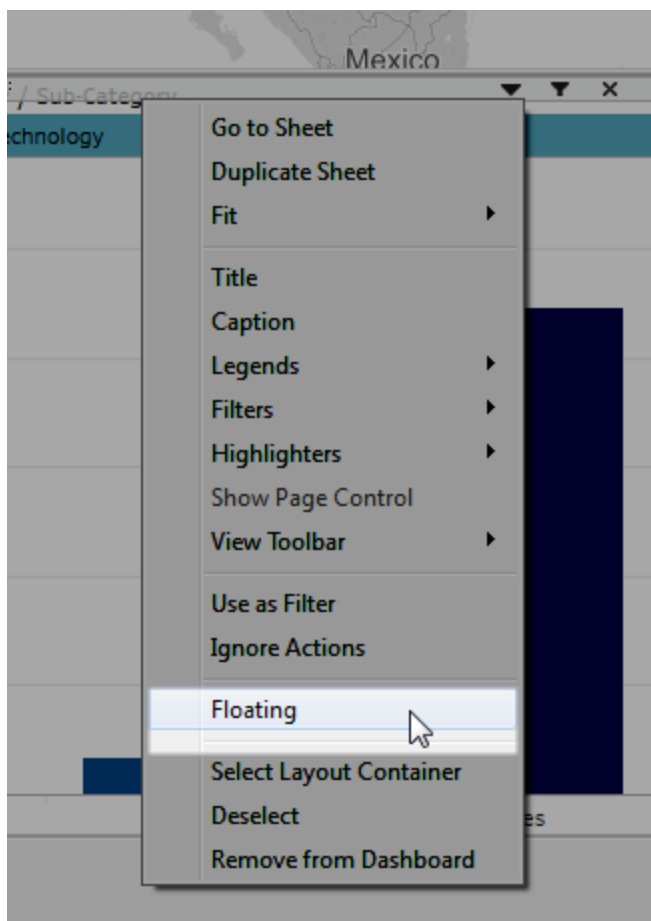 Mexico
/ Sub-Category
echnology
Go to Sheet
Duplicate Sheet
Fit
Title
Caption
Legends
Filters
Highlighters
Show Page Control
View Toolbar
Use as Filter
Ignore Actions
Floating
Select Layout Container
Deselect
es
Remove from Dashboard